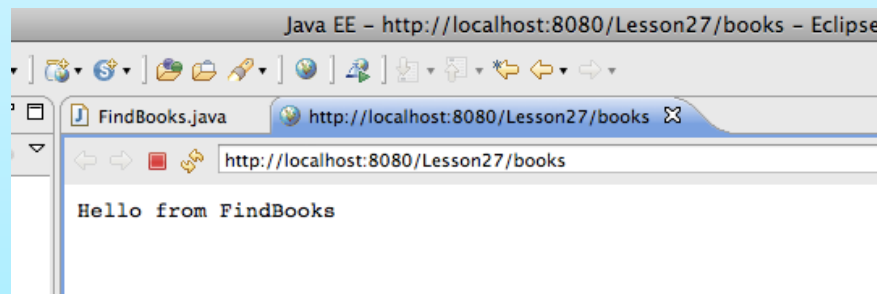 Java EE – http://localhost:8080/Lesson27/books – Eclipse
FindBooks.java
http://localhost:8080/Lesson27/books
http://localhost:8080/Lesson27/books
Hello from FindBooks